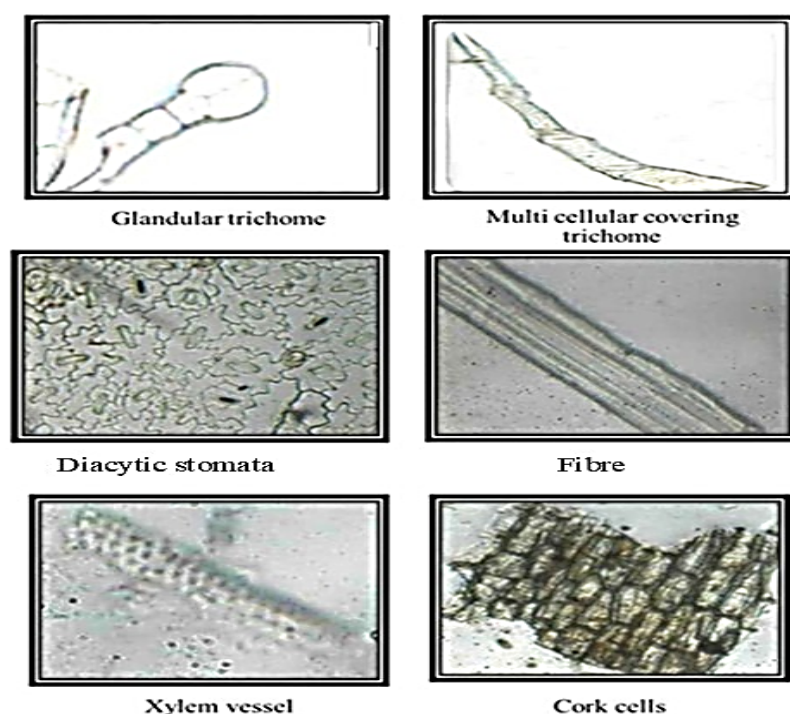 Glandular trichome
Multi cellular covering
trichome
Diacytic stomata
Fibre
Xylem vessel
Cork cells